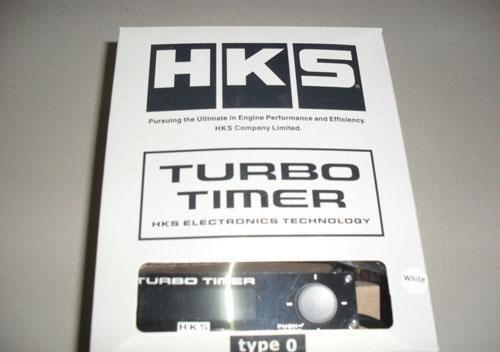 HKS
Pursuing the Ultimate in Engine Performance and Efficiency.
HKS Company Limited.
TURBO
TIMER
HKS ELECTRONICS TECHNOLOGY
White
TURBO TIMER
HKS
PUSH
type 0